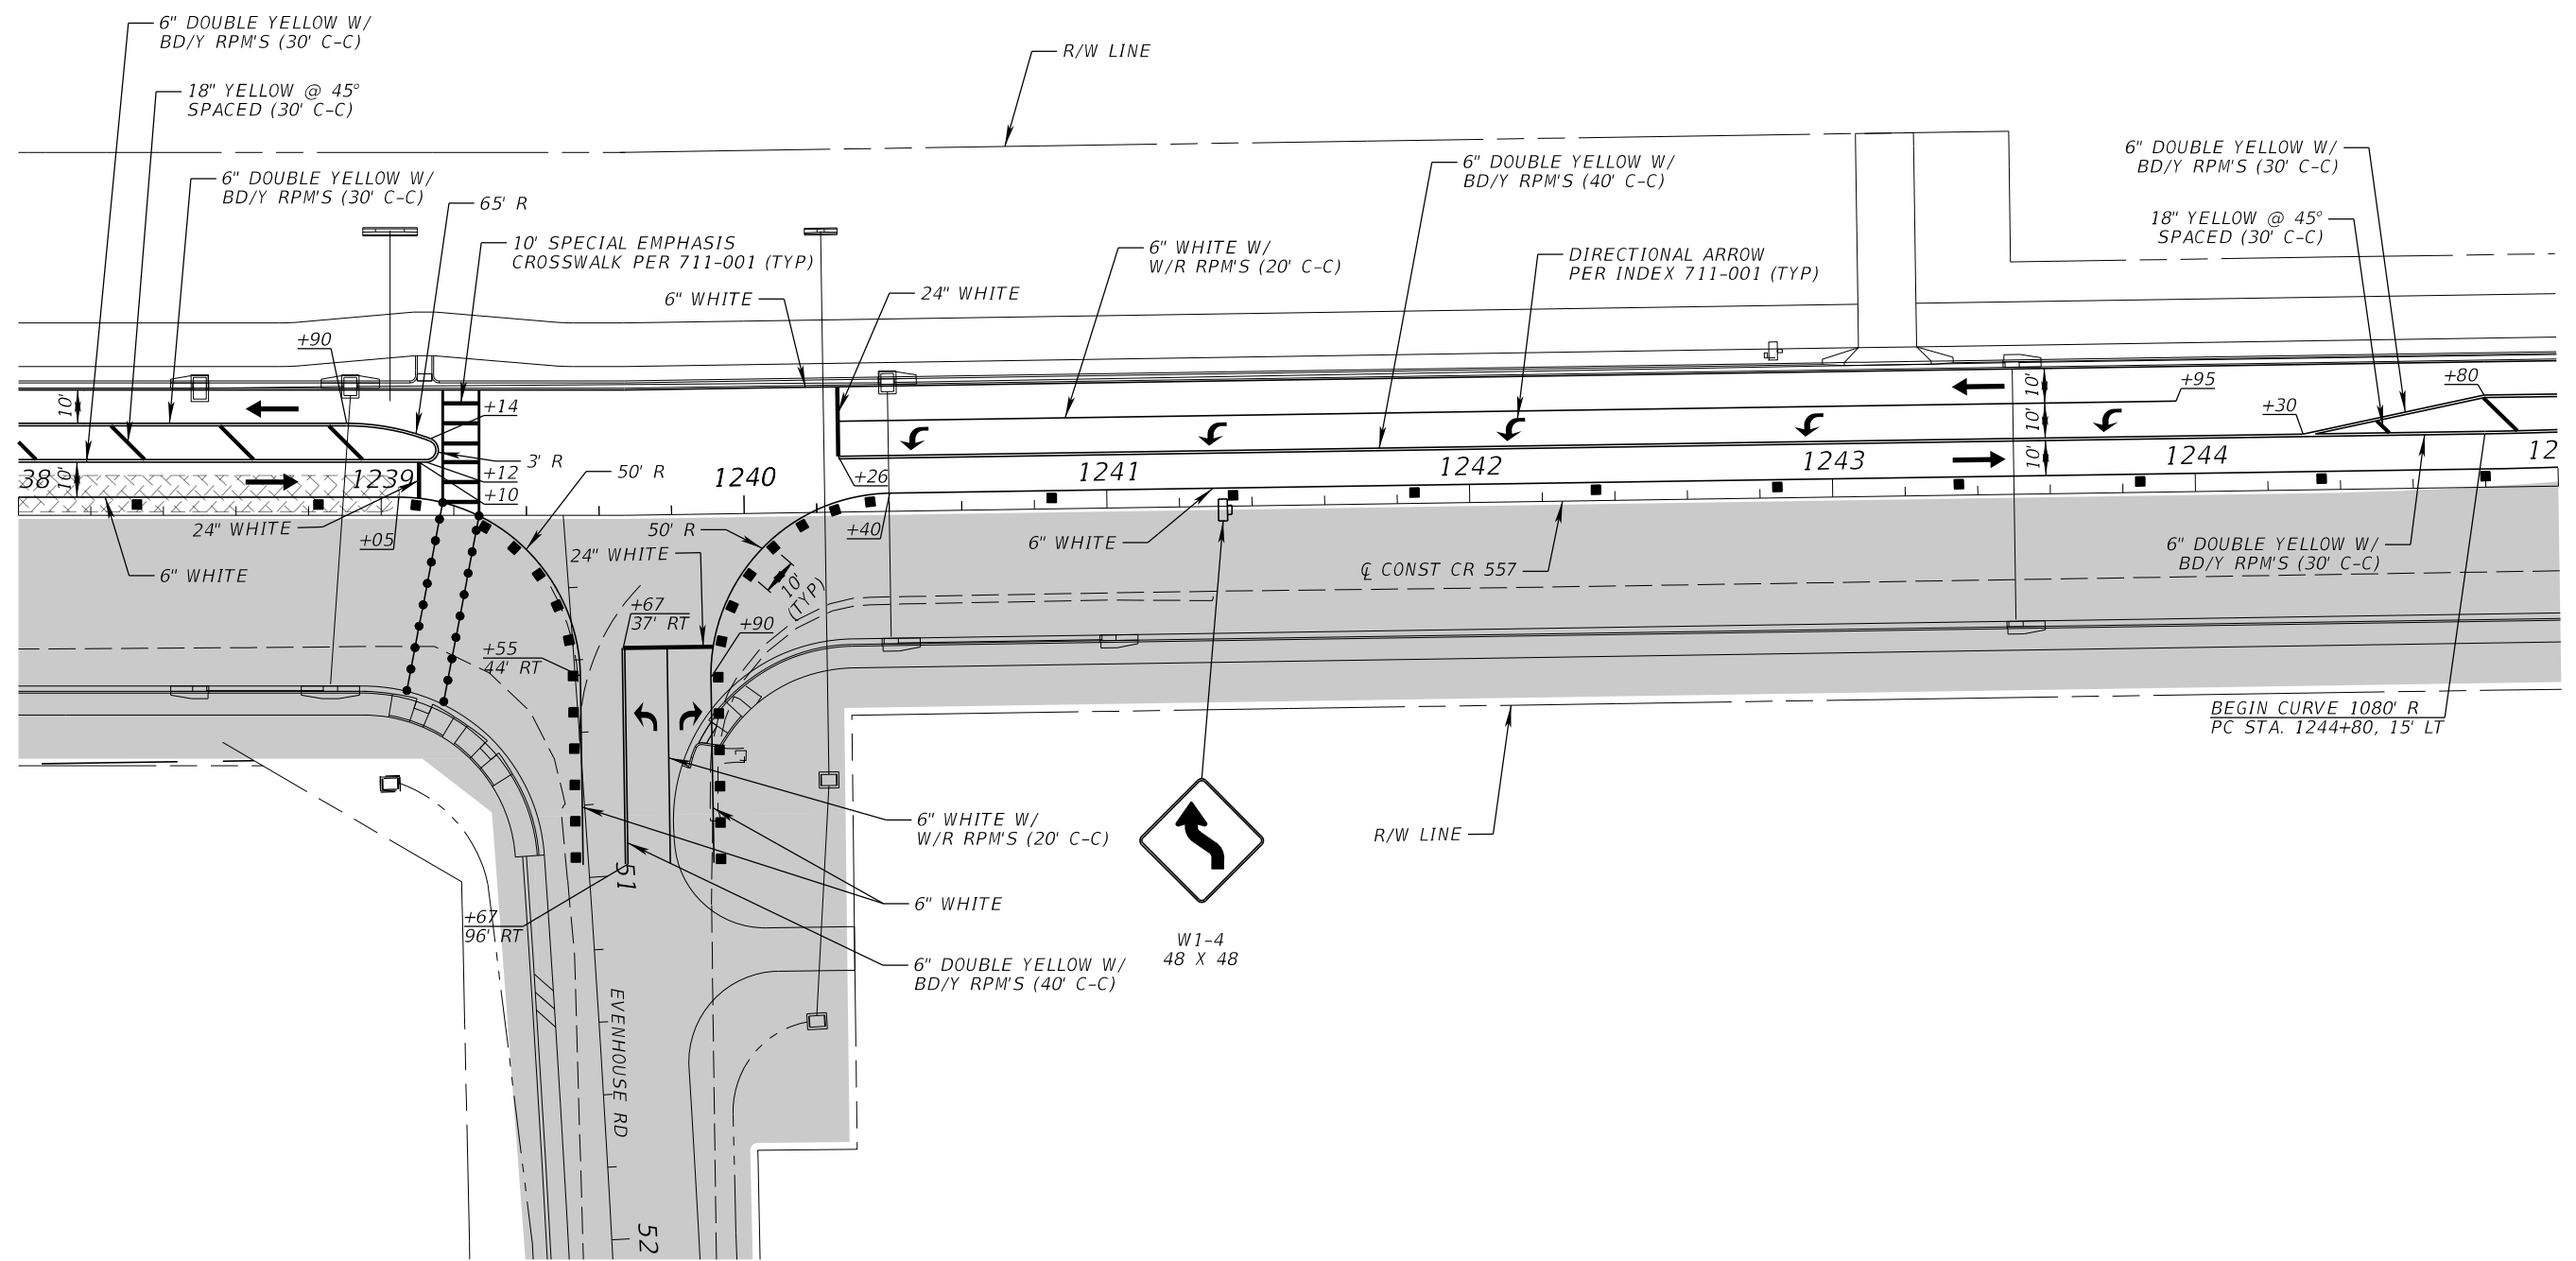 6" DOUBLE YELLOW W/
BD/Y RPM'S (30' C-C)
18" YELLOW @ 45°
SPACED (30' C-C)
6" DOUBLE YELLOW W/
BD/Y RPM'S (30' C-C)
65' R
10' SPECIAL EMPHASIS
CROSSWALK PER 711-001 (TYP)
6" WHITE
24" WHITE
R/W LINE
6" WHITE W/
W/R RPM'S (20' C-C)
6" DOUBLE YELLOW W/
BD/Y RPM'S (40' C-C)
DIRECTIONAL ARROW
PER INDEX 711-001 (TYP)
6" DOUBLE YELLOW W/
BD/Y RPM'S (30' C-C)
18" YELLOW @ 45°
SPACED (30' C-C)
+90
+14
3' R
+12
+10
50' R
10'
10'
10'
10'
10'
+95
+80
+30
38
1239
1240
1241
1242
1243
1244
12
+26
+40
24" WHITE
+05
6" WHITE
50' R
24" WHITE
10'
(TYP)
6" WHITE
℄ CONST CR 557
6" DOUBLE YELLOW W/
BD/Y RPM'S (30' C-C)
+67
37' RT
+90
+55
44' RT
BEGIN CURVE 1080' R
PC STA. 1244+80, 15' LT
6" WHITE W/
W/R RPM'S (20' C-C)
R/W LINE
51
6" WHITE
+67
96' RT
6" DOUBLE YELLOW W/
BD/Y RPM'S (40' C-C)
W1-4
48 X 48
EVENHOUSE RD
52